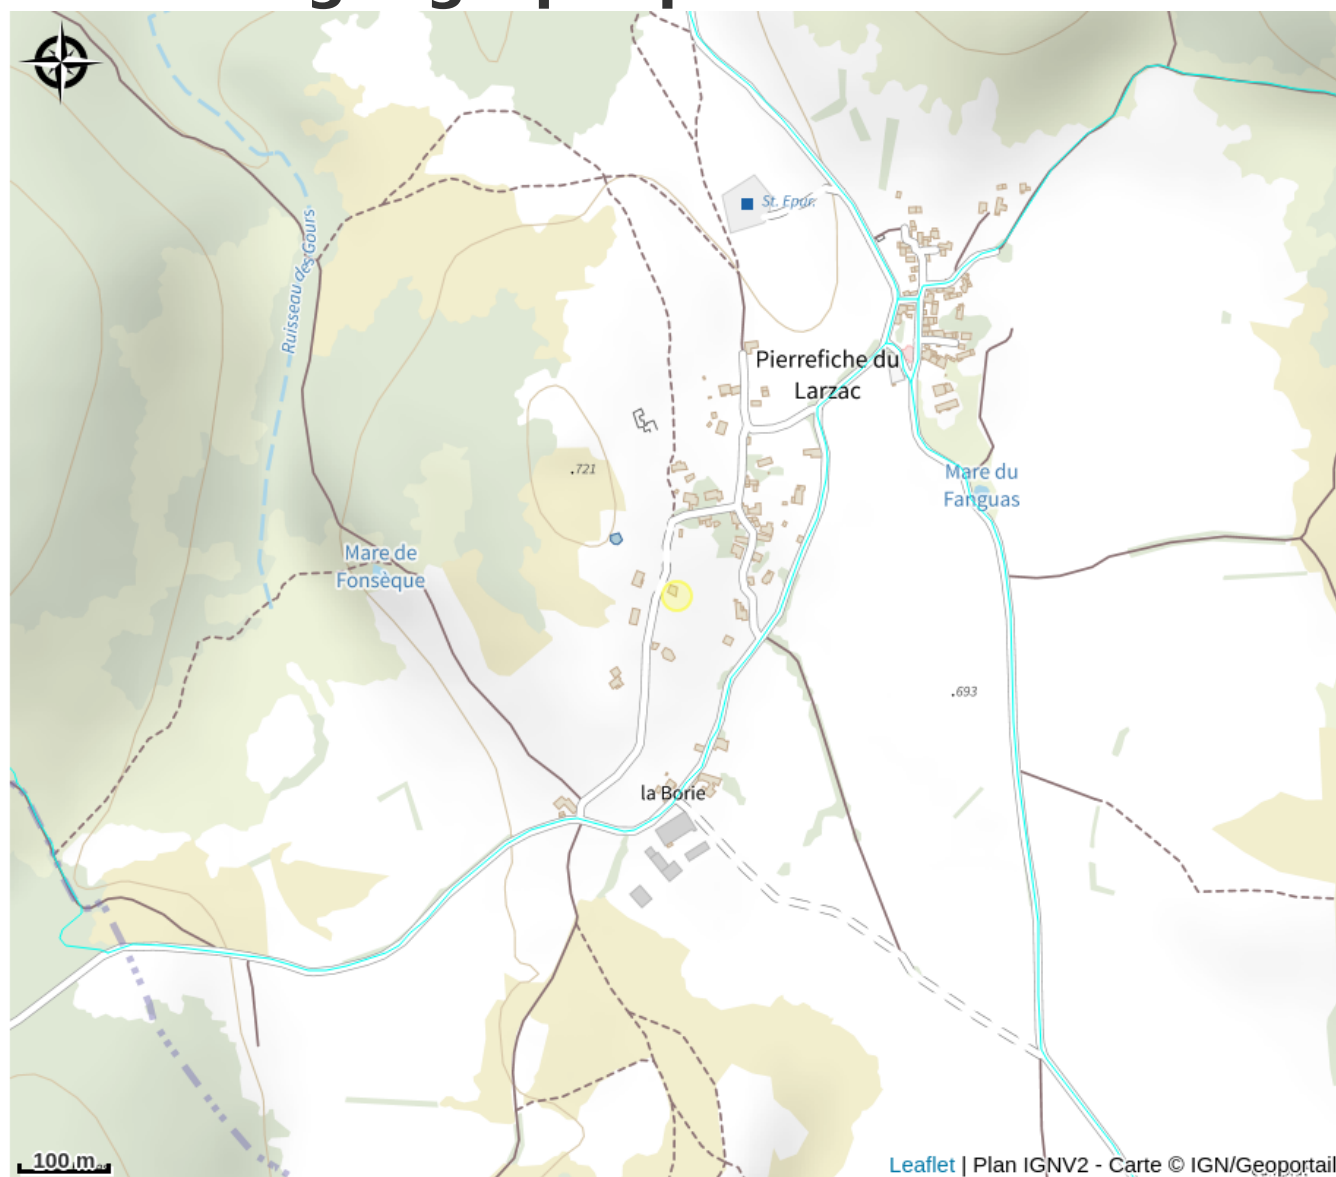 St. Epur.
Ruisseau des Gours
Pierrefiche du
Larzac
.721
Mare du
Fanguas
Mare de
Fonsèque
.693
la Borie
100 m
Leaflet | Plan IGNV2 - Carte © IGN/Geoportail